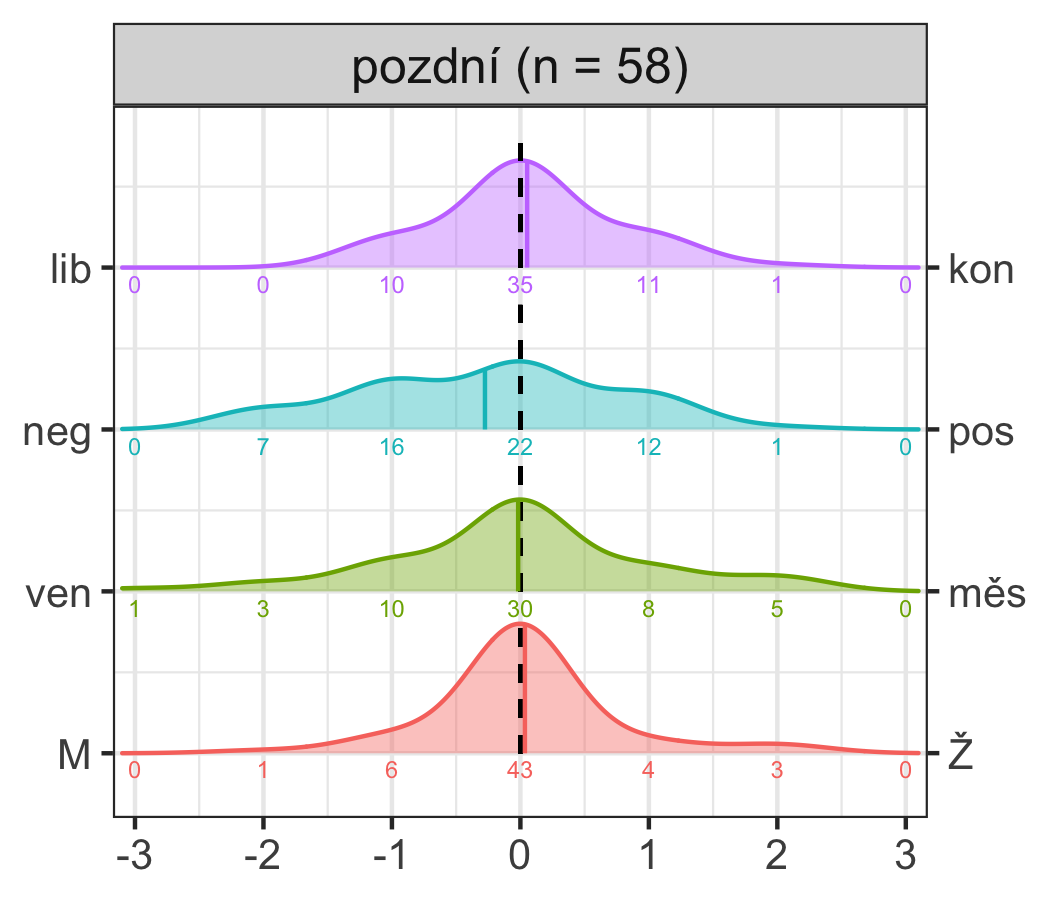 pozdní (n = 58)
lib kon
0 0 10 35 11 1 0
neg pos
0 7 16 22 12 1 0
ven měs
1 3 10 30 8 5 0
M Ž
0 1 6 43 4 3 0
-3 -2 -1 0 1 2 3